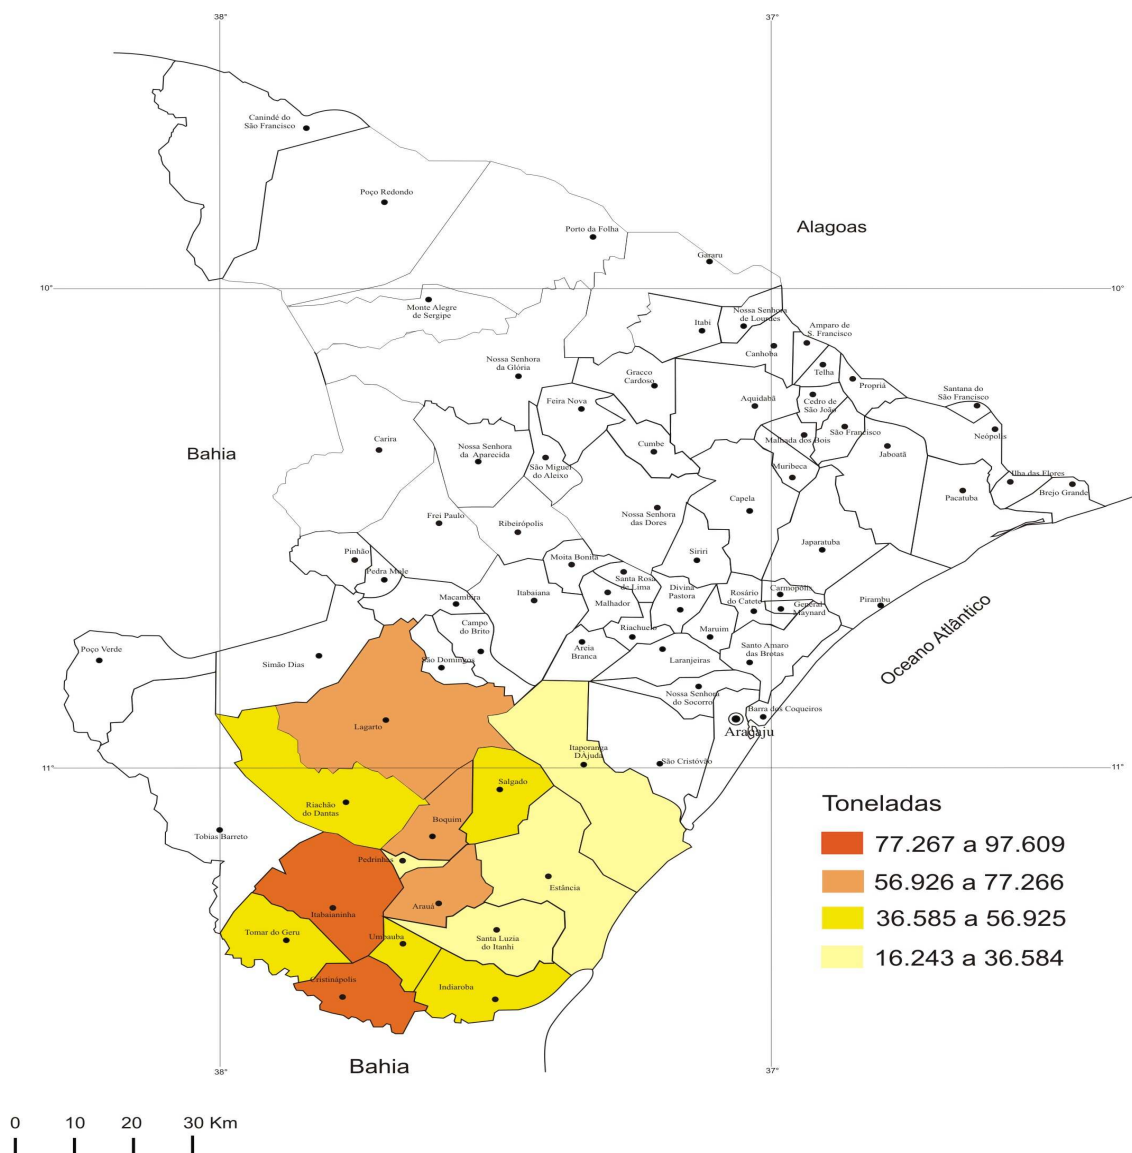 38°
37°
Canindé do
São Francisco
Poço Redondo
Alagoas
Porto da Folha
Gararu
10°
10°
Monte Alegre
de Sergipe
Nossa Senhora
de Lourdes
Itabi
Amparo de
S. Francisco
Canhoba
Nossa Senhora
da Glória
Gracco
Cardoso
Telha
Propriá
Santana do
São Francisco
Feira Nova
Aquidabã
Cedro de
São João
Neópolis
São Francisco
Malhada dos Bois
Carira
Bahia
Nossa Senhora
da Aparecida
Cumbe
Jaboatã
São Miguel
do Aleixo
Muribeca
Ilha das Flores
Brejo Grande
Pacatuba
Capela
Frei Paulo
Ribeirópolis
Nossa Senhora
das Dores
Japaratuba
Pinhão
Moita Bonita
Siriri
Pedra Mole
Santa Rosa
de Lima
Divina
Pastora
Rosário
do Catete
Carmopólis
Macambira
Itabaiana
Malhador
General
Maynard
Pirambu
Campo
do Brito
Riachuelo
Maruim
Poço Verde
Simão Dias
São Domingos
Areia
Branca
Laranjeiras
Santo Amaro
das Brotas
Oceano Atlântico
Nossa Senhora
do Socorro
Barra dos Coqueiros
Lagarto
Aracaju
Itaporanga
DAjuda
São Cristóvão
11°
11°
Salgado
Riachão
do Dantas
Toneladas
Tobias Barreto
Boquim
77.267 a 97.609
Pedrinhas
56.926 a 77.266
Estância
Itabaianinha
Arauá
36.585 a 56.925
Tomar do Geru
Umbauba
Santa Luzia
do Itanhi
16.243 a 36.584
Cristinápolis
Indiaroba
Bahia
38°
37°
0 10 20 30 Km